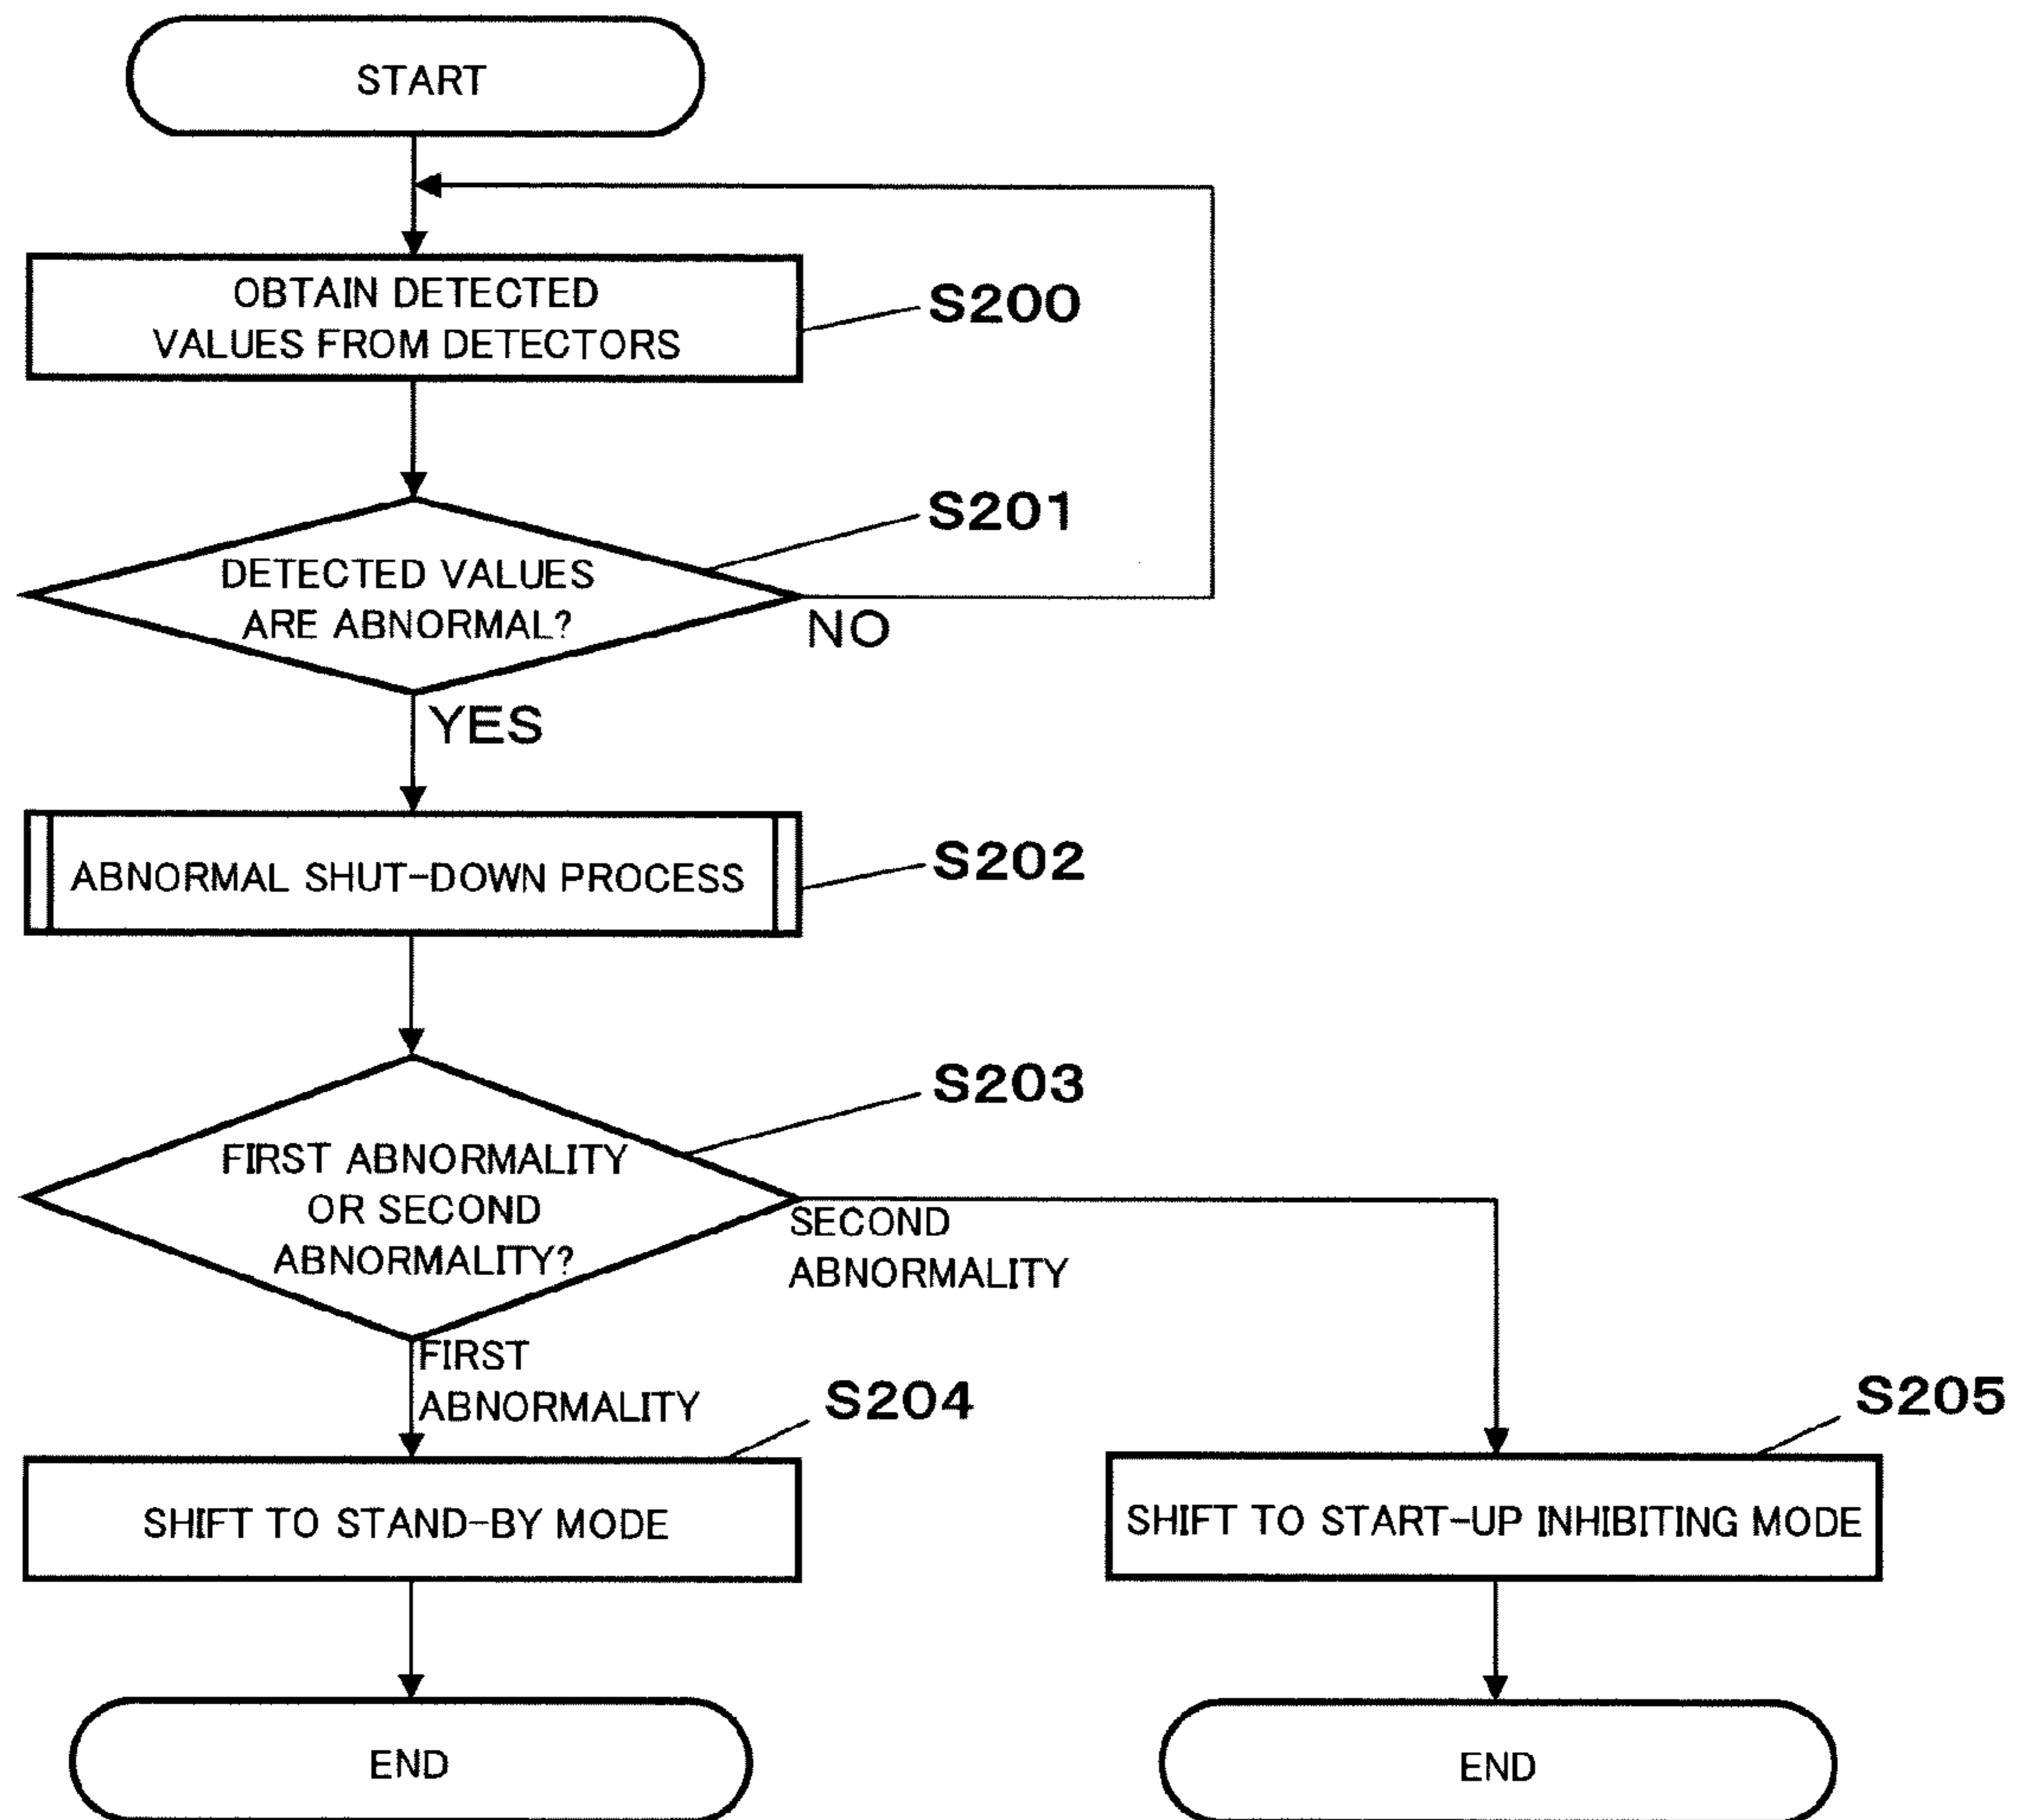 START
OBTAIN DETECTED
VALUES FROM DETECTORS
S200
DETECTED VALUES
ARE ABNORMAL?
S201
NO
YES
ABNORMAL SHUT-DOWN PROCESS
S202
FIRST ABNORMALITY
OR SECOND
ABNORMALITY?
S203
SECOND
ABNORMALITY
FIRST
ABNORMALITY
S204
SHIFT TO STAND-BY MODE
S205
SHIFT TO START-UP INHIBITING MODE
END
END